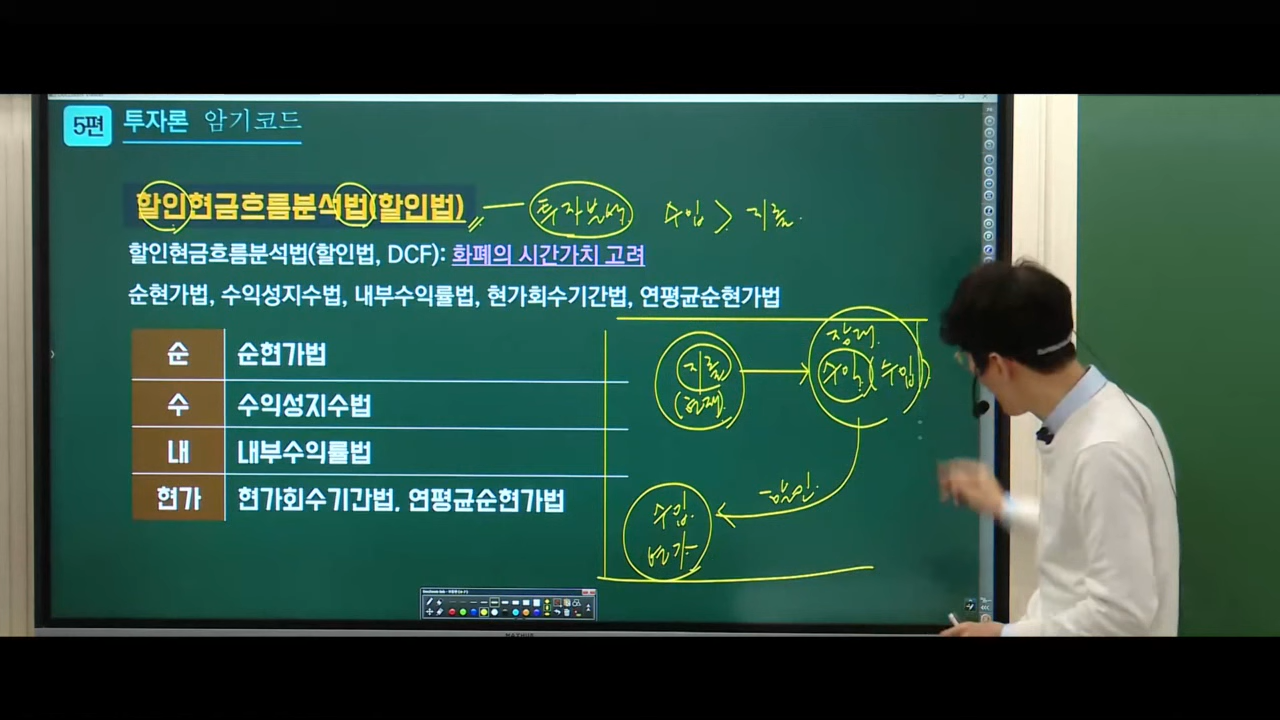 5편 투자론 암기코드
할인현금흐름분석법(할인법) 투자분석 수입 > 지출
할인현금흐름분석법(할인법, DCF): 화폐의 시간가치 고려
순현가법, 수익성지수법, 내부수익률법, 현가회수기간법, 연평균순현가법
순 순현가법
수 수익성지수법
내 내부수익률법
현가 현가회수기간법, 연평균순현가법
장래
지출 수익 (수입)
(현재)
할인
수입
현가